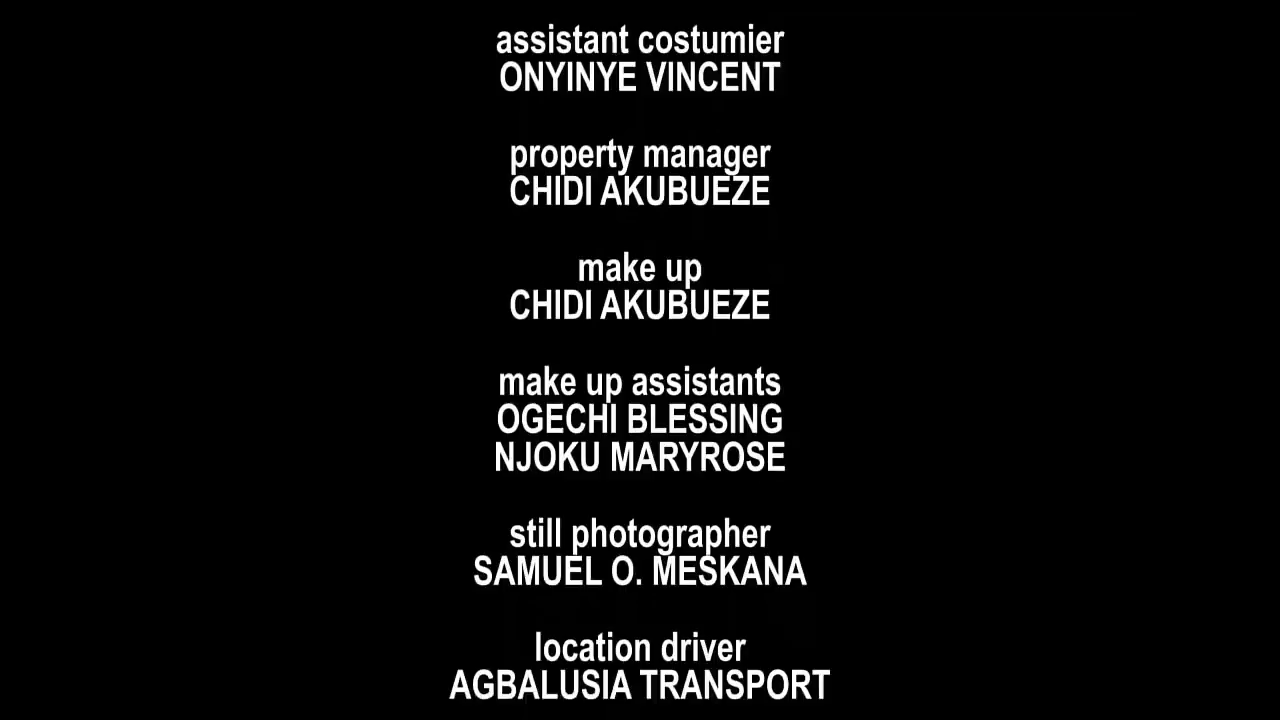 assistant costumier
ONYINYE VINCENT
property manager
CHIDI AKUBUEZE
make up
CHIDI AKUBUEZE
make up assistants
OGECHI BLESSING
NJOKU MARYROSE
still photographer
SAMUEL O. MESKANA
location driver
AGBALUSIA TRANSPORT